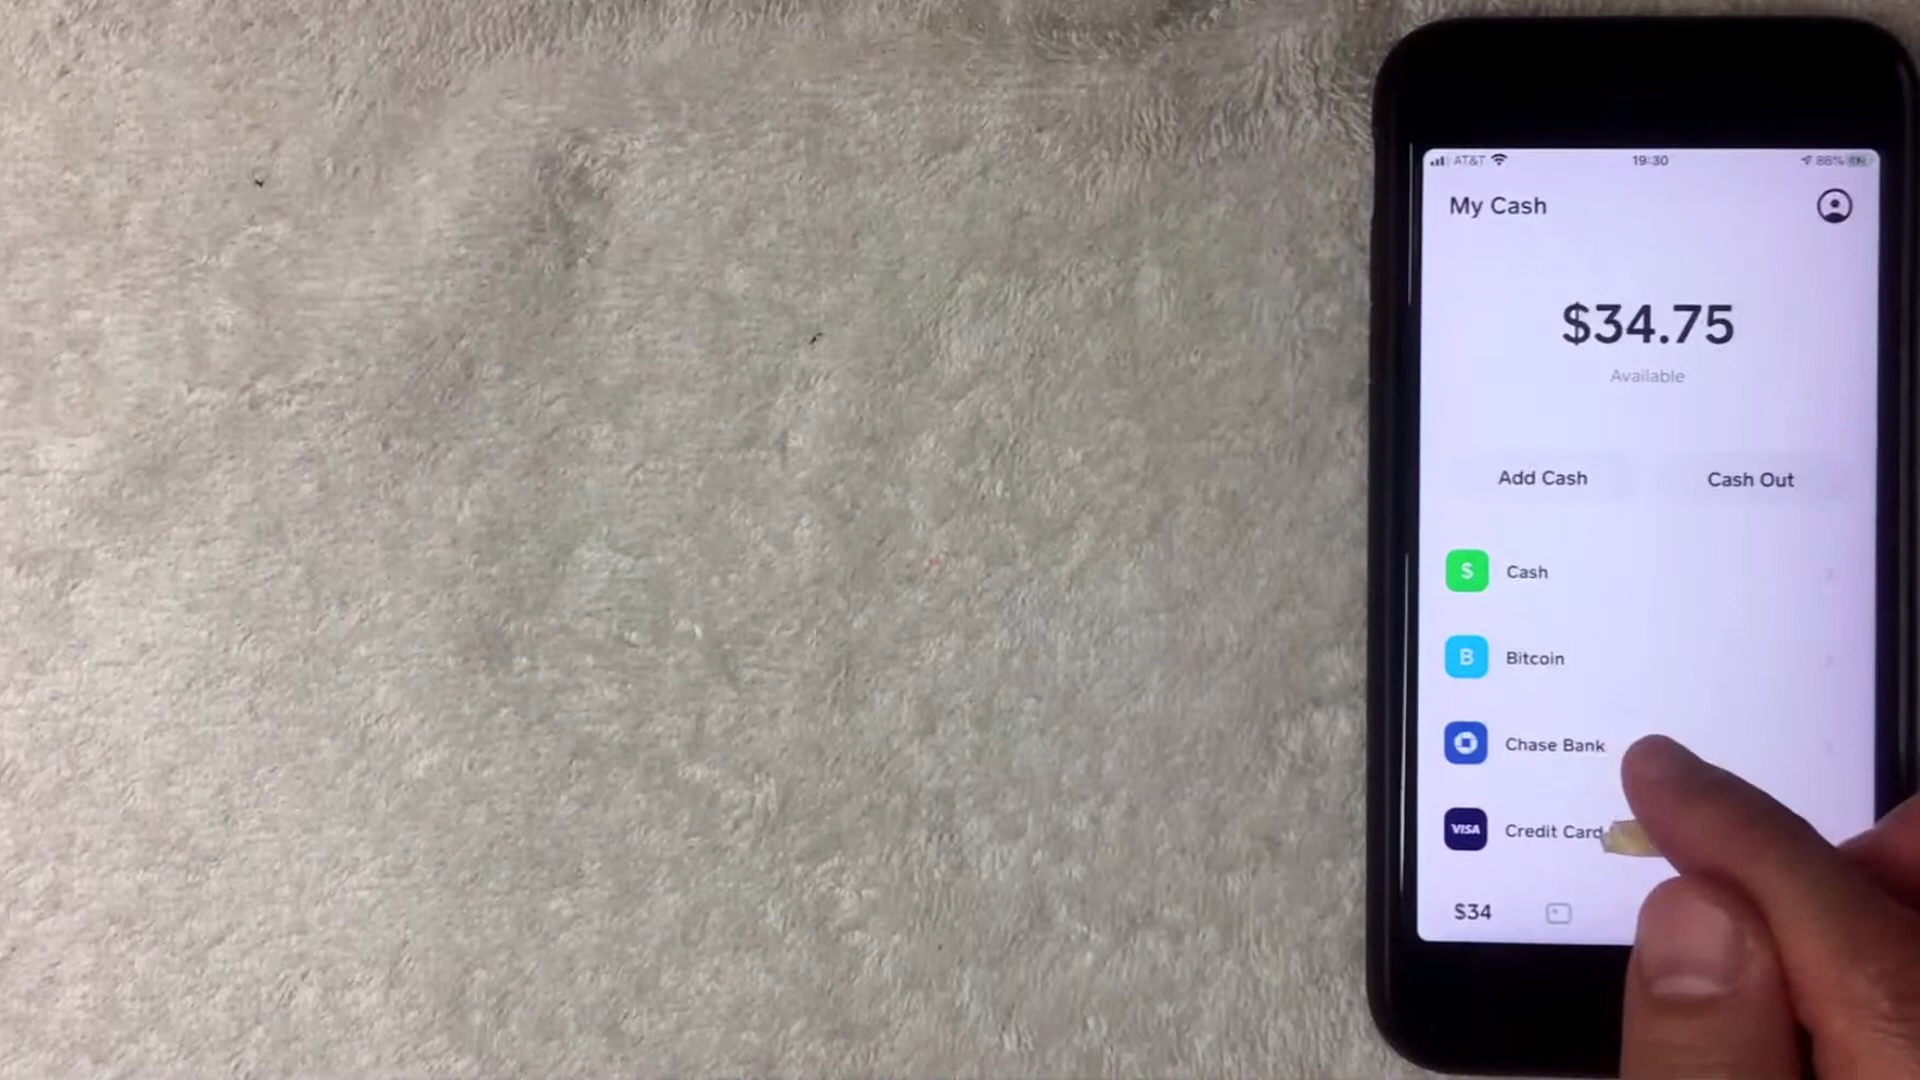 AT&T 19:30 86%
My Cash
$34.75
Available
Add Cash Cash Out
$ Cash
B Bitcoin
Chase Bank
VISA Credit Card
$34